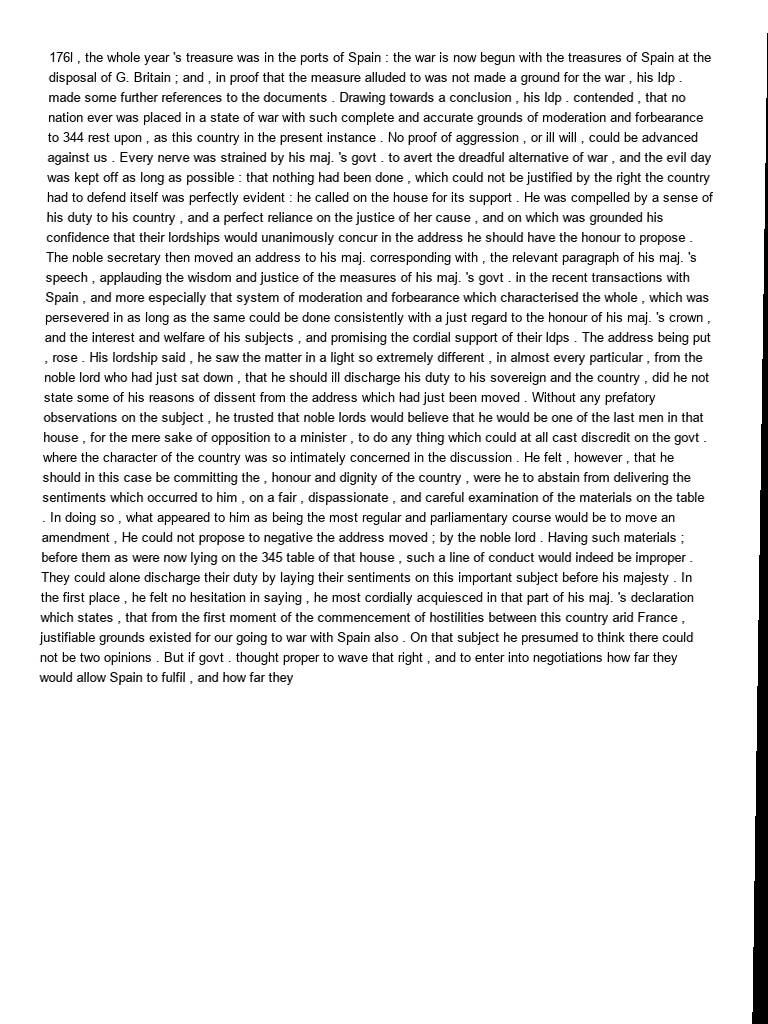 176l , the whole year 's treasure was in the ports of Spain : the war is now begun with the treasures of Spain at the
disposal of G. Britain ; and , in proof that the measure alluded to was not made a ground for the war , his ldp .
made some further references to the documents . Drawing towards a conclusion , his ldp . contended , that no
nation ever was placed in a state of war with such complete and accurate grounds of moderation and forbearance
to 344 rest upon , as this country in the present instance . No proof of aggression , or ill will , could be advanced
against us . Every nerve was strained by his maj. 's govt . to avert the dreadful alternative of war , and the evil day
was kept off as long as possible : that nothing had been done , which could not be justified by the right the country
had to defend itself was perfectly evident : he called on the house for its support . He was compelled by a sense of
his duty to his country , and a perfect reliance on the justice of her cause , and on which was grounded his
confidence that their lordships would unanimously concur in the address he should have the honour to propose .
The noble secretary then moved an address to his maj. corresponding with , the relevant paragraph of his maj. 's
speech , applauding the wisdom and justice of the measures of his maj. 's govt . in the recent transactions with
Spain , and more especially that system of moderation and forbearance which characterised the whole , which was
persevered in as long as the same could be done consistently with a just regard to the honour of his maj. 's crown ,
and the interest and welfare of his subjects , and promising the cordial support of their ldps . The address being put
, rose . His lordship said , he saw the matter in a light so extremely different , in almost every particular , from the
noble lord who had just sat down , that he should ill discharge his duty to his sovereign and the country , did he not
state some of his reasons of dissent from the address which had just been moved . Without any prefatory
observations on the subject , he trusted that noble lords would believe that he would be one of the last men in that
house , for the mere sake of opposition to a minister , to do any thing which could at all cast discredit on the govt .
where the character of the country was so intimately concerned in the discussion . He felt , however , that he
should in this case be committing the , honour and dignity of the country , were he to abstain from delivering the
sentiments which occurred to him , on a fair , dispassionate , and careful examination of the materials on the table
. In doing so , what appeared to him as being the most regular and parliamentary course would be to move an
amendment , He could not propose to negative the address moved ; by the noble lord . Having such materials ;
before them as were now lying on the 345 table of that house , such a line of conduct would indeed be improper .
They could alone discharge their duty by laying their sentiments on this important subject before his majesty . In
the first place , he felt no hesitation in saying , he most cordially acquiesced in that part of his maj. 's declaration
which states , that from the first moment of the commencement of hostilities between this country arid France ,
justifiable grounds existed for our going to war with Spain also . On that subject he presumed to think there could
not be two opinions . But if govt . thought proper to wave that right , and to enter into negotiations how far they
would allow Spain to fulfil , and how far they